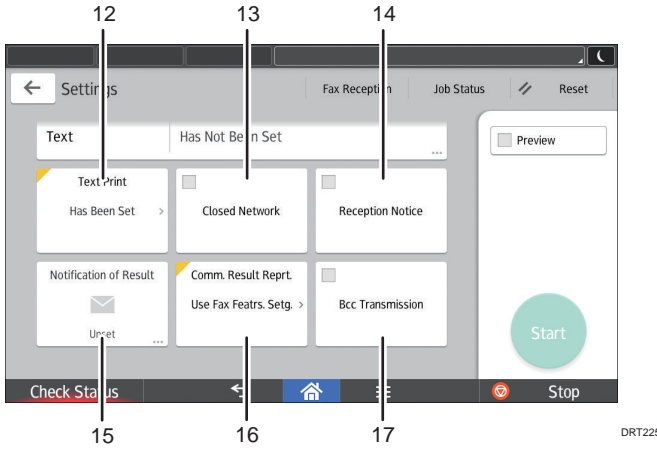 12 13 14
Settings
Fax Reception Job Status Reset
Text Has Not Been Set
...
Preview
Text Print
Has Been Set >
Closed Network
Reception Notice
Notification of Result
Unset ...
Comm. Result Reprt.
Use Fax Featrs. Setg. >
Bcc Transmission
Start
Check Status Stop
15 16 17
DRT225